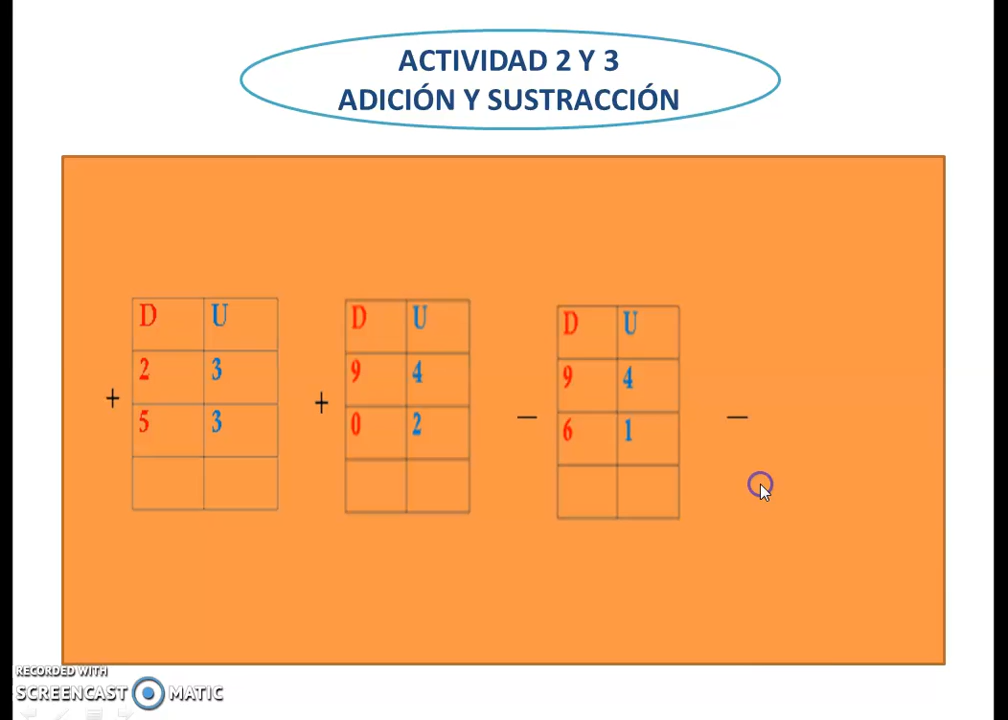 ACTIVIDAD 2 Y 3
ADICIÓN Y SUSTRACCIÓN
D U
2 3
+
5 3
D U
9 4
+
0 2
D U
9 4
−
6 1
−
RECORDED WITH
SCREENCAST MATIC